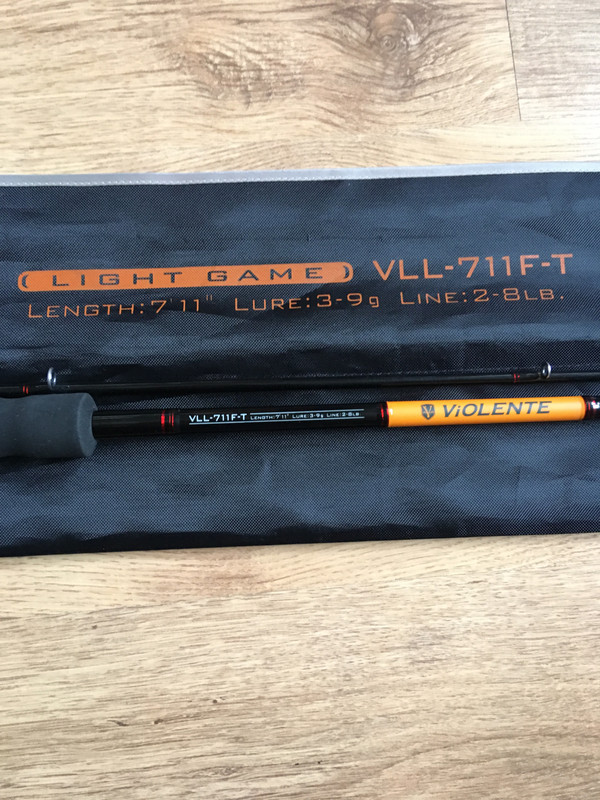 LIGHT GAME VLL-711F-T
LENGTH:7'11" LURE:3-9g LINE:2-8LB.
VLL-711F-T LENGTH:7'11" LURE:3-9g LINE:2-8LB ViOLENTE